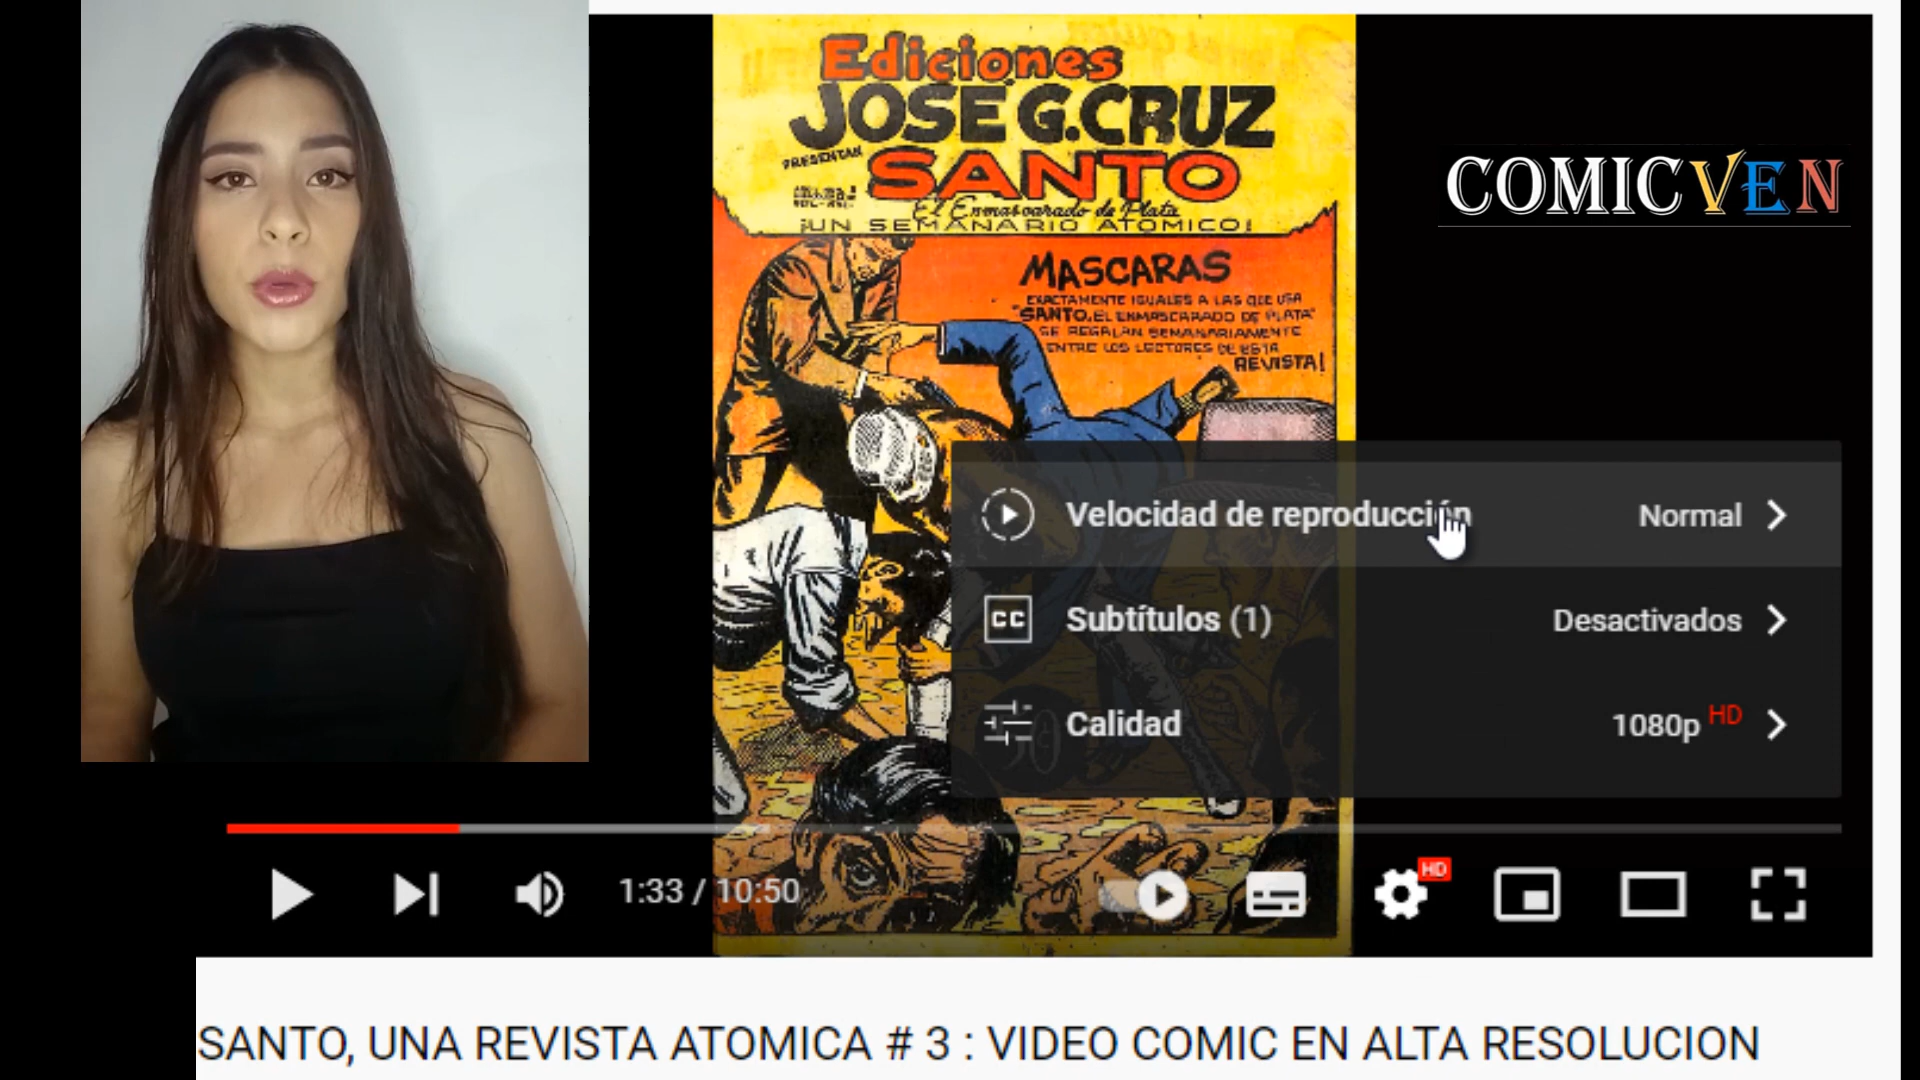 Ediciones
JOSE G. CRUZ
PRESENTAN
SANTO
El Enmascarado de Plata
¡UN SEMANARIO ATOMICO!
COMICVEN
MASCARAS
EXACTAMENTE IGUALES A LAS QUE USA
"SANTO, EL ENMASCARADO DE PLATA"
SE REGALAN SEMANARIAMENTE
ENTRE LOS LECTORES DE ESTA
REVISTA!
Velocidad de reproducción Normal
CC Subtítulos (1) Desactivados
Calidad 1080p HD
1:33 / 10:50
HD
SANTO, UNA REVISTA ATOMICA # 3 : VIDEO COMIC EN ALTA RESOLUCION